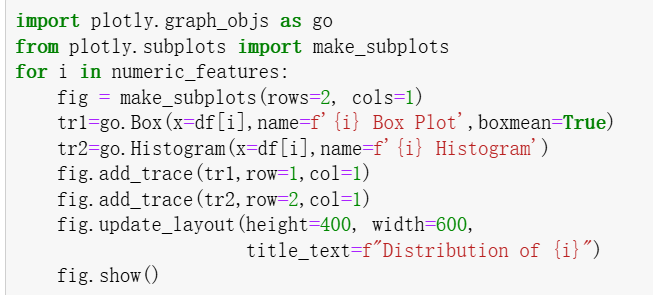 import plotly.graph_objs as go
from plotly.subplots import make_subplots
for i in numeric_features:
    fig = make_subplots(rows=2, cols=1)
    tr1=go.Box(x=df[i],name=f'{i} Box Plot',boxmean=True)
    tr2=go.Histogram(x=df[i],name=f'{i} Histogram')
    fig.add_trace(tr1,row=1,col=1)
    fig.add_trace(tr2,row=2,col=1)
    fig.update_layout(height=400, width=600,
                      title_text=f"Distribution of {i}")
    fig.show()